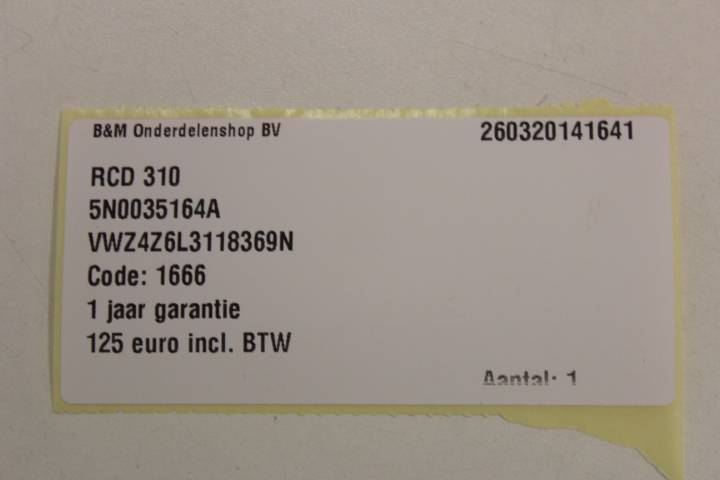 B&M Onderdelenshop BV 260320141641
RCD 310
5N0035164A
VWZ4Z6L3118369N
Code: 1666
1 jaar garantie
125 euro incl. BTW
Aantal: 1